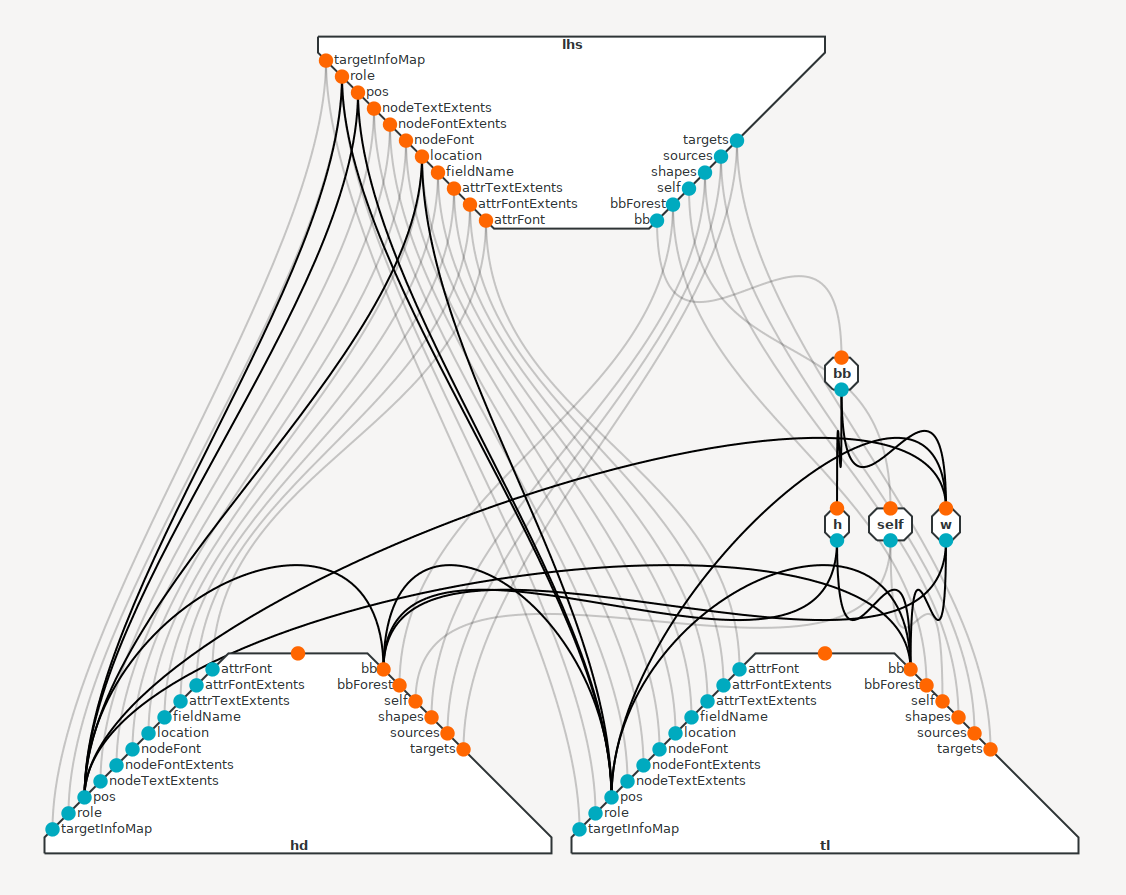 lhs
targetInfoMap
role
pos
nodeTextExtents
nodeFontExtents
nodeFont
location
fieldName
attrTextExtents
attrFontExtents
attrFont
targets
sources
shapes
self
bbForest
bb
bb
h
self
w
attrFont
attrFontExtents
attrTextExtents
fieldName
location
nodeFont
nodeFontExtents
nodeTextExtents
pos
role
targetInfoMap
bb
bbForest
self
shapes
sources
targets
hd
attrFont
attrFontExtents
attrTextExtents
fieldName
location
nodeFont
nodeFontExtents
nodeTextExtents
pos
role
targetInfoMap
bb
bbForest
self
shapes
sources
targets
tl